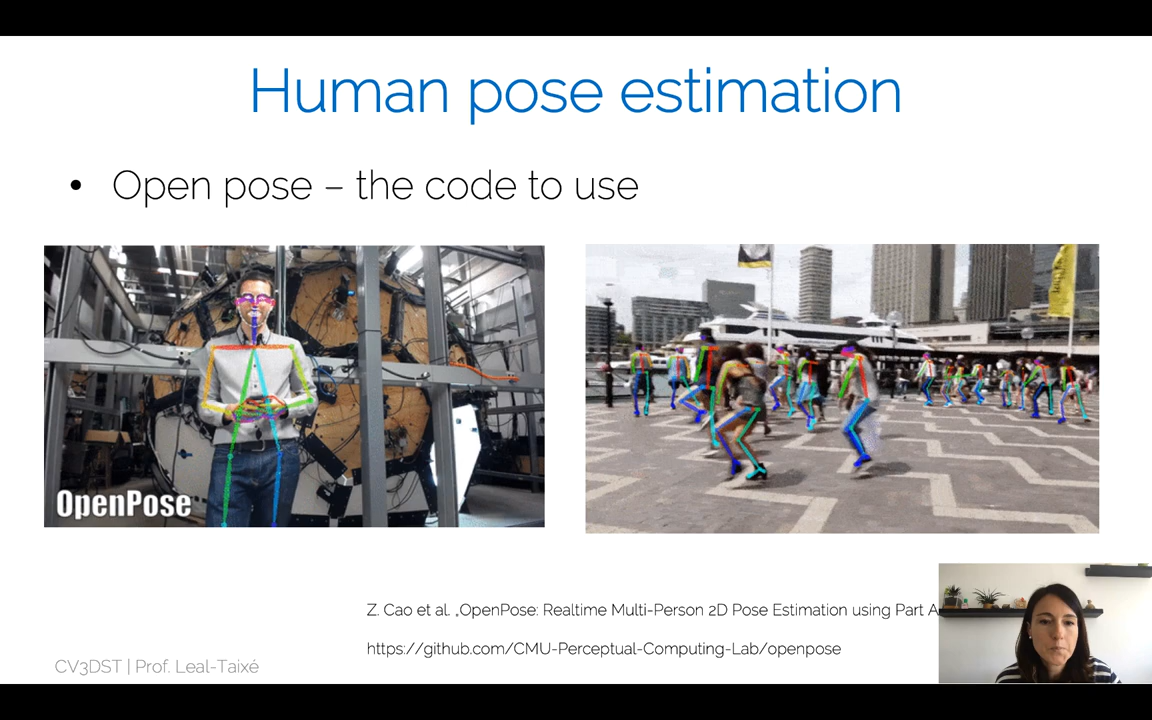 Human pose estimation
• Open pose – the code to use
OpenPose
Z. Cao et al. „OpenPose: Realtime Multi-Person 2D Pose Estimation using Part
https://github.com/CMU-Perceptual-Computing-Lab/openpose
CV3DST | Prof. Leal-Taixé